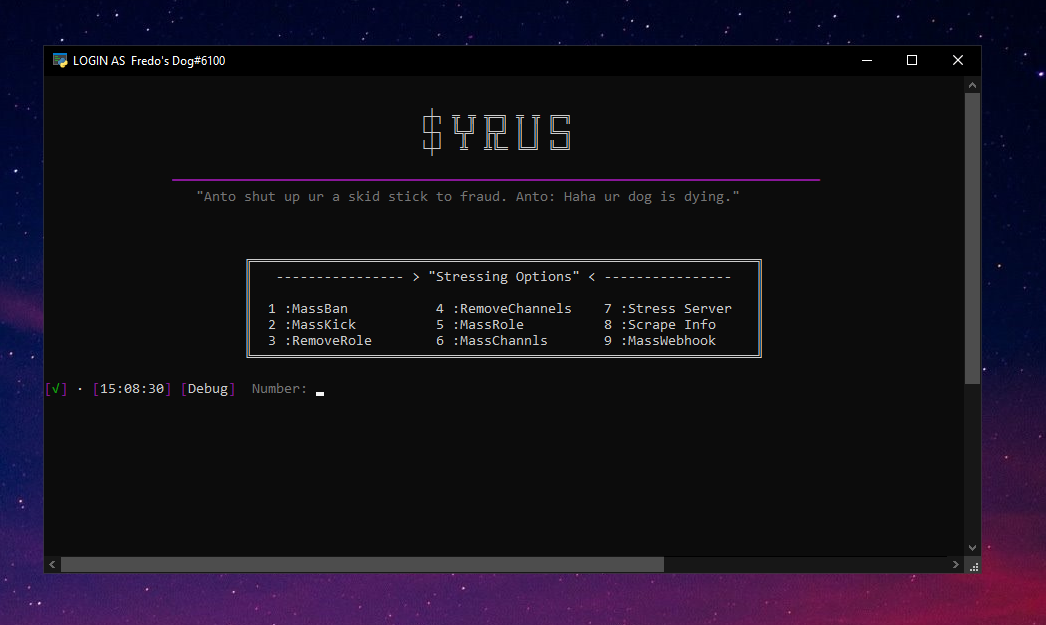 LOGIN AS Fredo's Dog#6100
$YRUS
"Anto shut up ur a skid stick to fraud. Anto: Haha ur dog is dying."
---------------- > "Stressing Options" < ----------------
1 :MassBan 4 :RemoveChannels 7 :Stress Server
2 :MassKick 5 :MassRole 8 :Scrape Info
3 :RemoveRole 6 :MassChannls 9 :MassWebhook
[√] · [15:08:30] [Debug] Number: